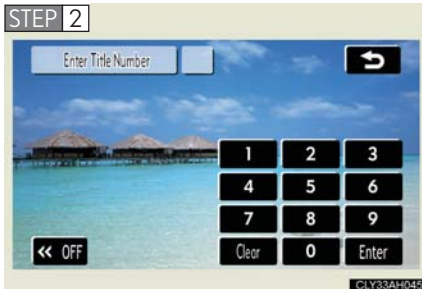 STEP 2
Enter Title Number
1 2 3
4 5 6
7 8 9
<< OFF Clear 0 Enter
CLY33AH045